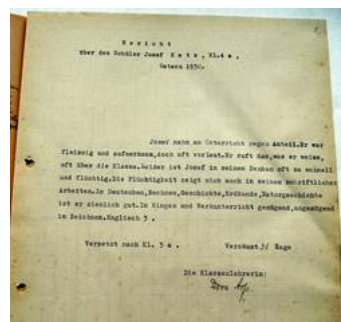 Bericht
über den Schüler Josef Katz, Kl.4a,
Ostern 1930.
Josef nahm am Unterricht regen Anteil.Er war
fleissig und aufmerksam,doch oft vorlaut.Er ruft das,was er weiss,
oft über die Klasse.Leider ist Josef in seinem Denken oft zu schnell
und flüchtig.Die Flüchtigkeit zeigt sich auch in seinen schriftlichen
Arbeiten.In Deutschen,Rechnen,Geschichte,Erdkunde,Naturgeschichte
ist er ziemlich gut.In Singen und Werkunterricht genügend,ungenügend
in Zeichnen.Englisch 3.
Versetzt nach Kl. 3 a. Versäumt Tage
Die Klassenlehrerin: